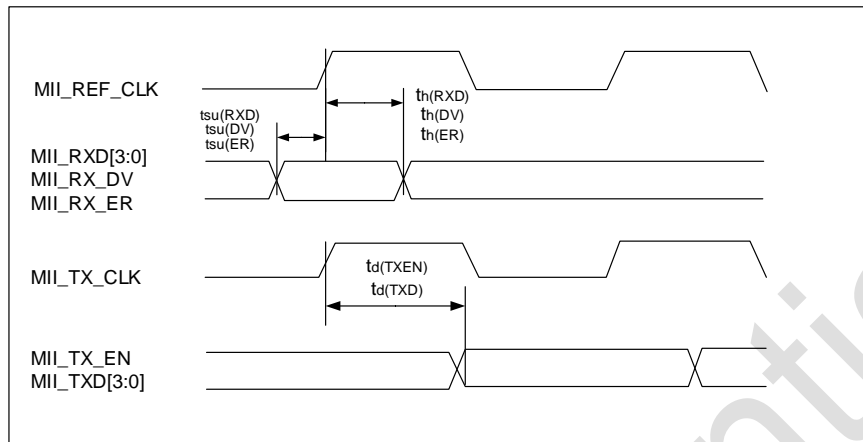 MII_REF_CLK
tsu(RXD)
tsu(DV)
tsu(ER)
th(RXD)
th(DV)
th(ER)
MII_RXD[3:0]
MII_RX_DV
MII_RX_ER
MII_TX_CLK
td(TXEN)
td(TXD)
MII_TX_EN
MII_TXD[3:0]